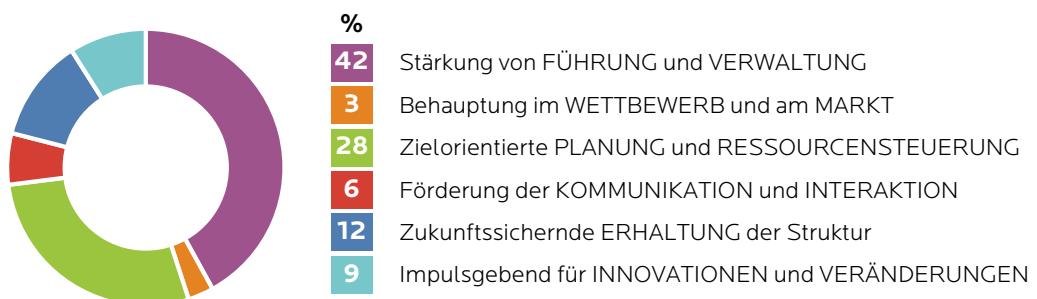 %
42 Stärkung von FÜHRUNG und VERWALTUNG
3 Behauptung im WETTBEWERB und am MARKT
28 Zielorientierte PLANUNG und RESSOURCENSTEUERUNG
6 Förderung der KOMMUNIKATION und INTERAKTION
12 Zukunftssichernde ERHALTUNG der Struktur
9 Impulsgebend für INNOVATIONEN und VERÄNDERUNGEN